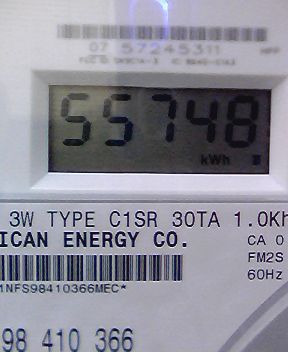 07 57245311
55748
kWh
3W TYPE C1SR 30TA 1.0Kh
ICAN ENERGY CO.
CA 0
FM2S
60Hz
1NFS98410366MEC*
98 410 366